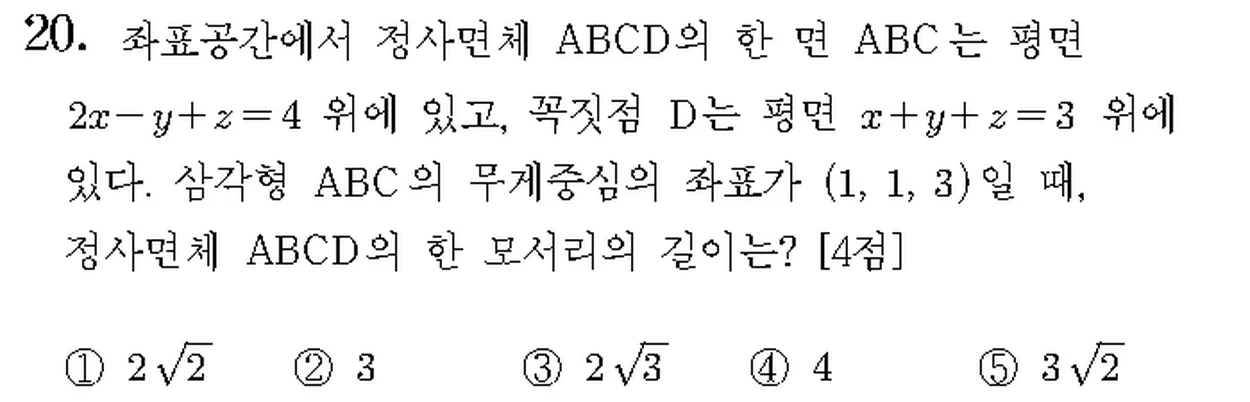 20. 좌표공간에서 정사면체 ABCD의 한 면 ABC는 평면
2x-y+z=4 위에 있고, 꼭짓점 D는 평면 x+y+z=3 위에
있다. 삼각형 ABC의 무게중심의 좌표가 (1, 1, 3)일 때,
정사면체 ABCD의 한 모서리의 길이는? [4점]
① 2√2 ② 3 ③ 2√3 ④ 4 ⑤ 3√2